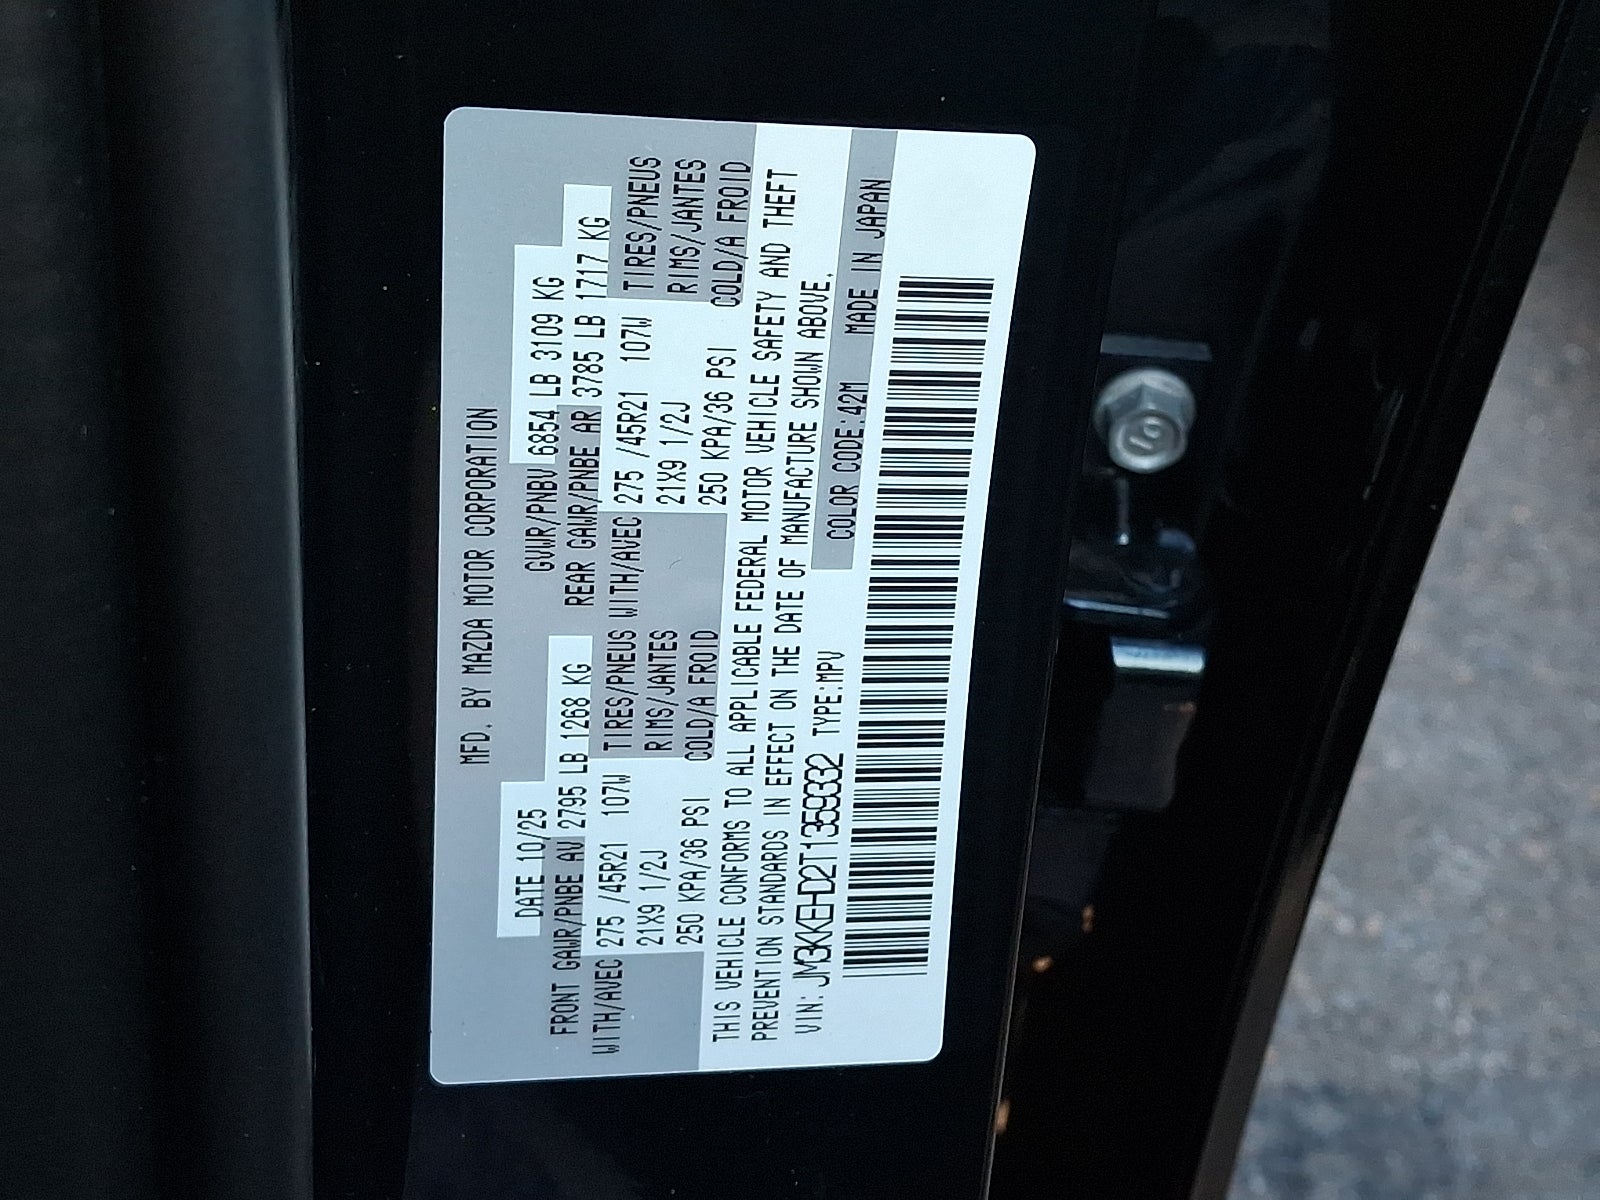 MFD. BY MAZDA MOTOR CORPORATION
DATE 10/25 GVWR/PNBV 6854 LB 3109 KG
FRONT GAWR/PNBE AV 2795 LB 1268 KG REAR GAWR/PNBE AR 3785 LB 1717 KG
WITH/AVEC 275 /45R21 107W TIRES/PNEUS WITH/AVEC 275 /45R21 107W TIRES/PNEUS
21X9 1/2J RIMS/JANTES 21X9 1/2J RIMS/JANTES
250 KPA/36 PSI COLD/A FROID 250 KPA/36 PSI COLD/A FROID
THIS VEHICLE CONFORMS TO ALL APPLICABLE FEDERAL MOTOR VEHICLE SAFETY AND THEFT
PREVENTION STANDARDS IN EFFECT ON THE DATE OF MANUFACTURE SHOWN ABOVE.
VIN: JM3KKEHD2T1359332 TYPE:MPV COLOR CODE:42M MADE IN JAPAN